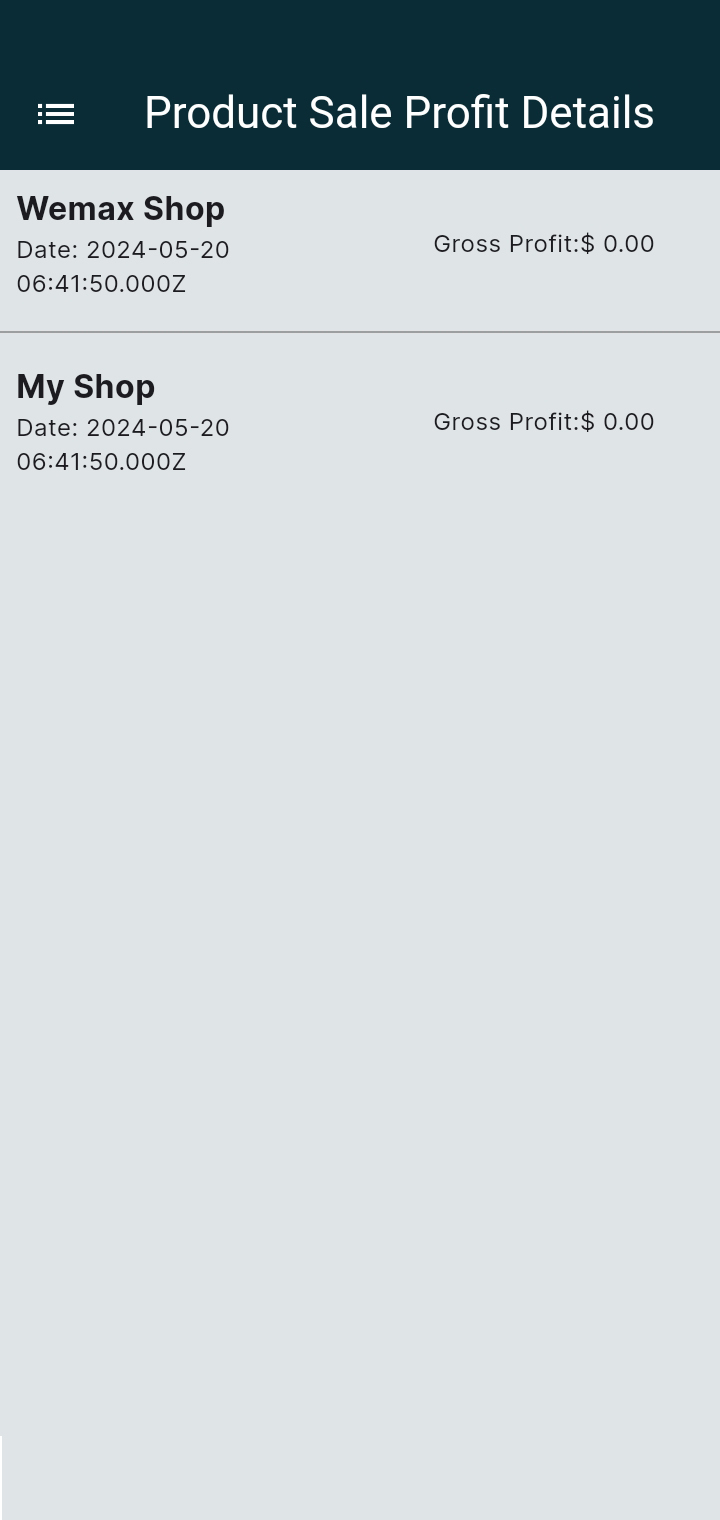 Product Sale Profit Details
Wemax Shop
Date: 2024-05-20
06:41:50.000Z
Gross Profit:$ 0.00
My Shop
Date: 2024-05-20
06:41:50.000Z
Gross Profit:$ 0.00